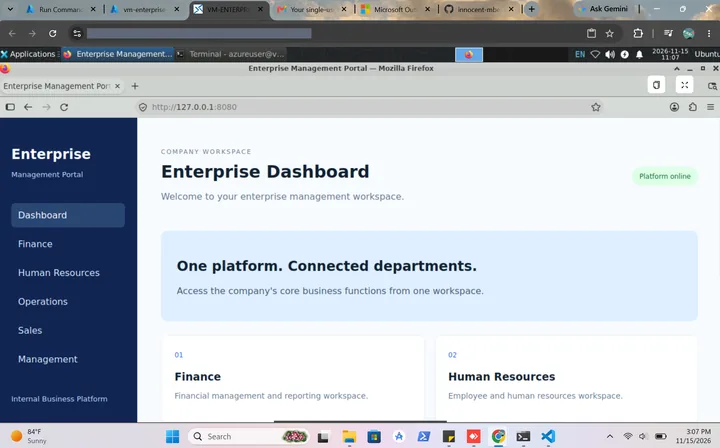 Run Comman
vm-enterprise
VM-ENTERP
Your single-us
Microsoft Out
innocent-mb
Ask Gemini
Applications
Enterprise Management...
Terminal - azureuser@v...
EN
2026-11-15
11:07
Ubuntu
Enterprise Management Portal — Mozilla Firefox
Enterprise Management Port
http://127.0.0.1:8080
Enterprise
Management Portal
Dashboard
Finance
Human Resources
Operations
Sales
Management
Internal Business Platform
COMPANY WORKSPACE
Enterprise Dashboard
Welcome to your enterprise management workspace.
Platform online
One platform. Connected departments.
Access the company's core business functions from one workspace.
01
Finance
Financial management and reporting workspace.
02
Human Resources
Employee and human resources workspace.
84°F
Sunny
Search
3:07 PM
11/15/2026